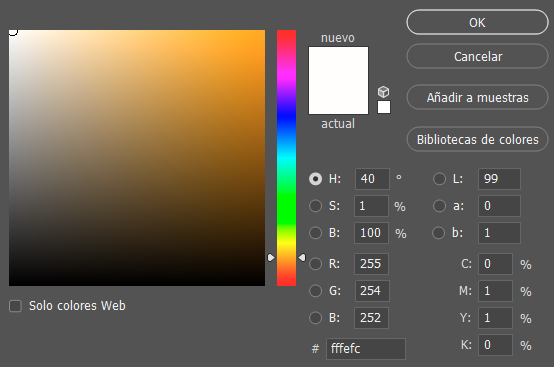 nuevo
actual
OK
Cancelar
Añadir a muestras
Bibliotecas de colores
H: 40 °
S: 1 %
B: 100 %
R: 255
G: 254
B: 252
# fffefc
L: 99
a: 0
b: 1
C: 0 %
M: 1 %
Y: 1 %
K: 0 %
Solo colores Web